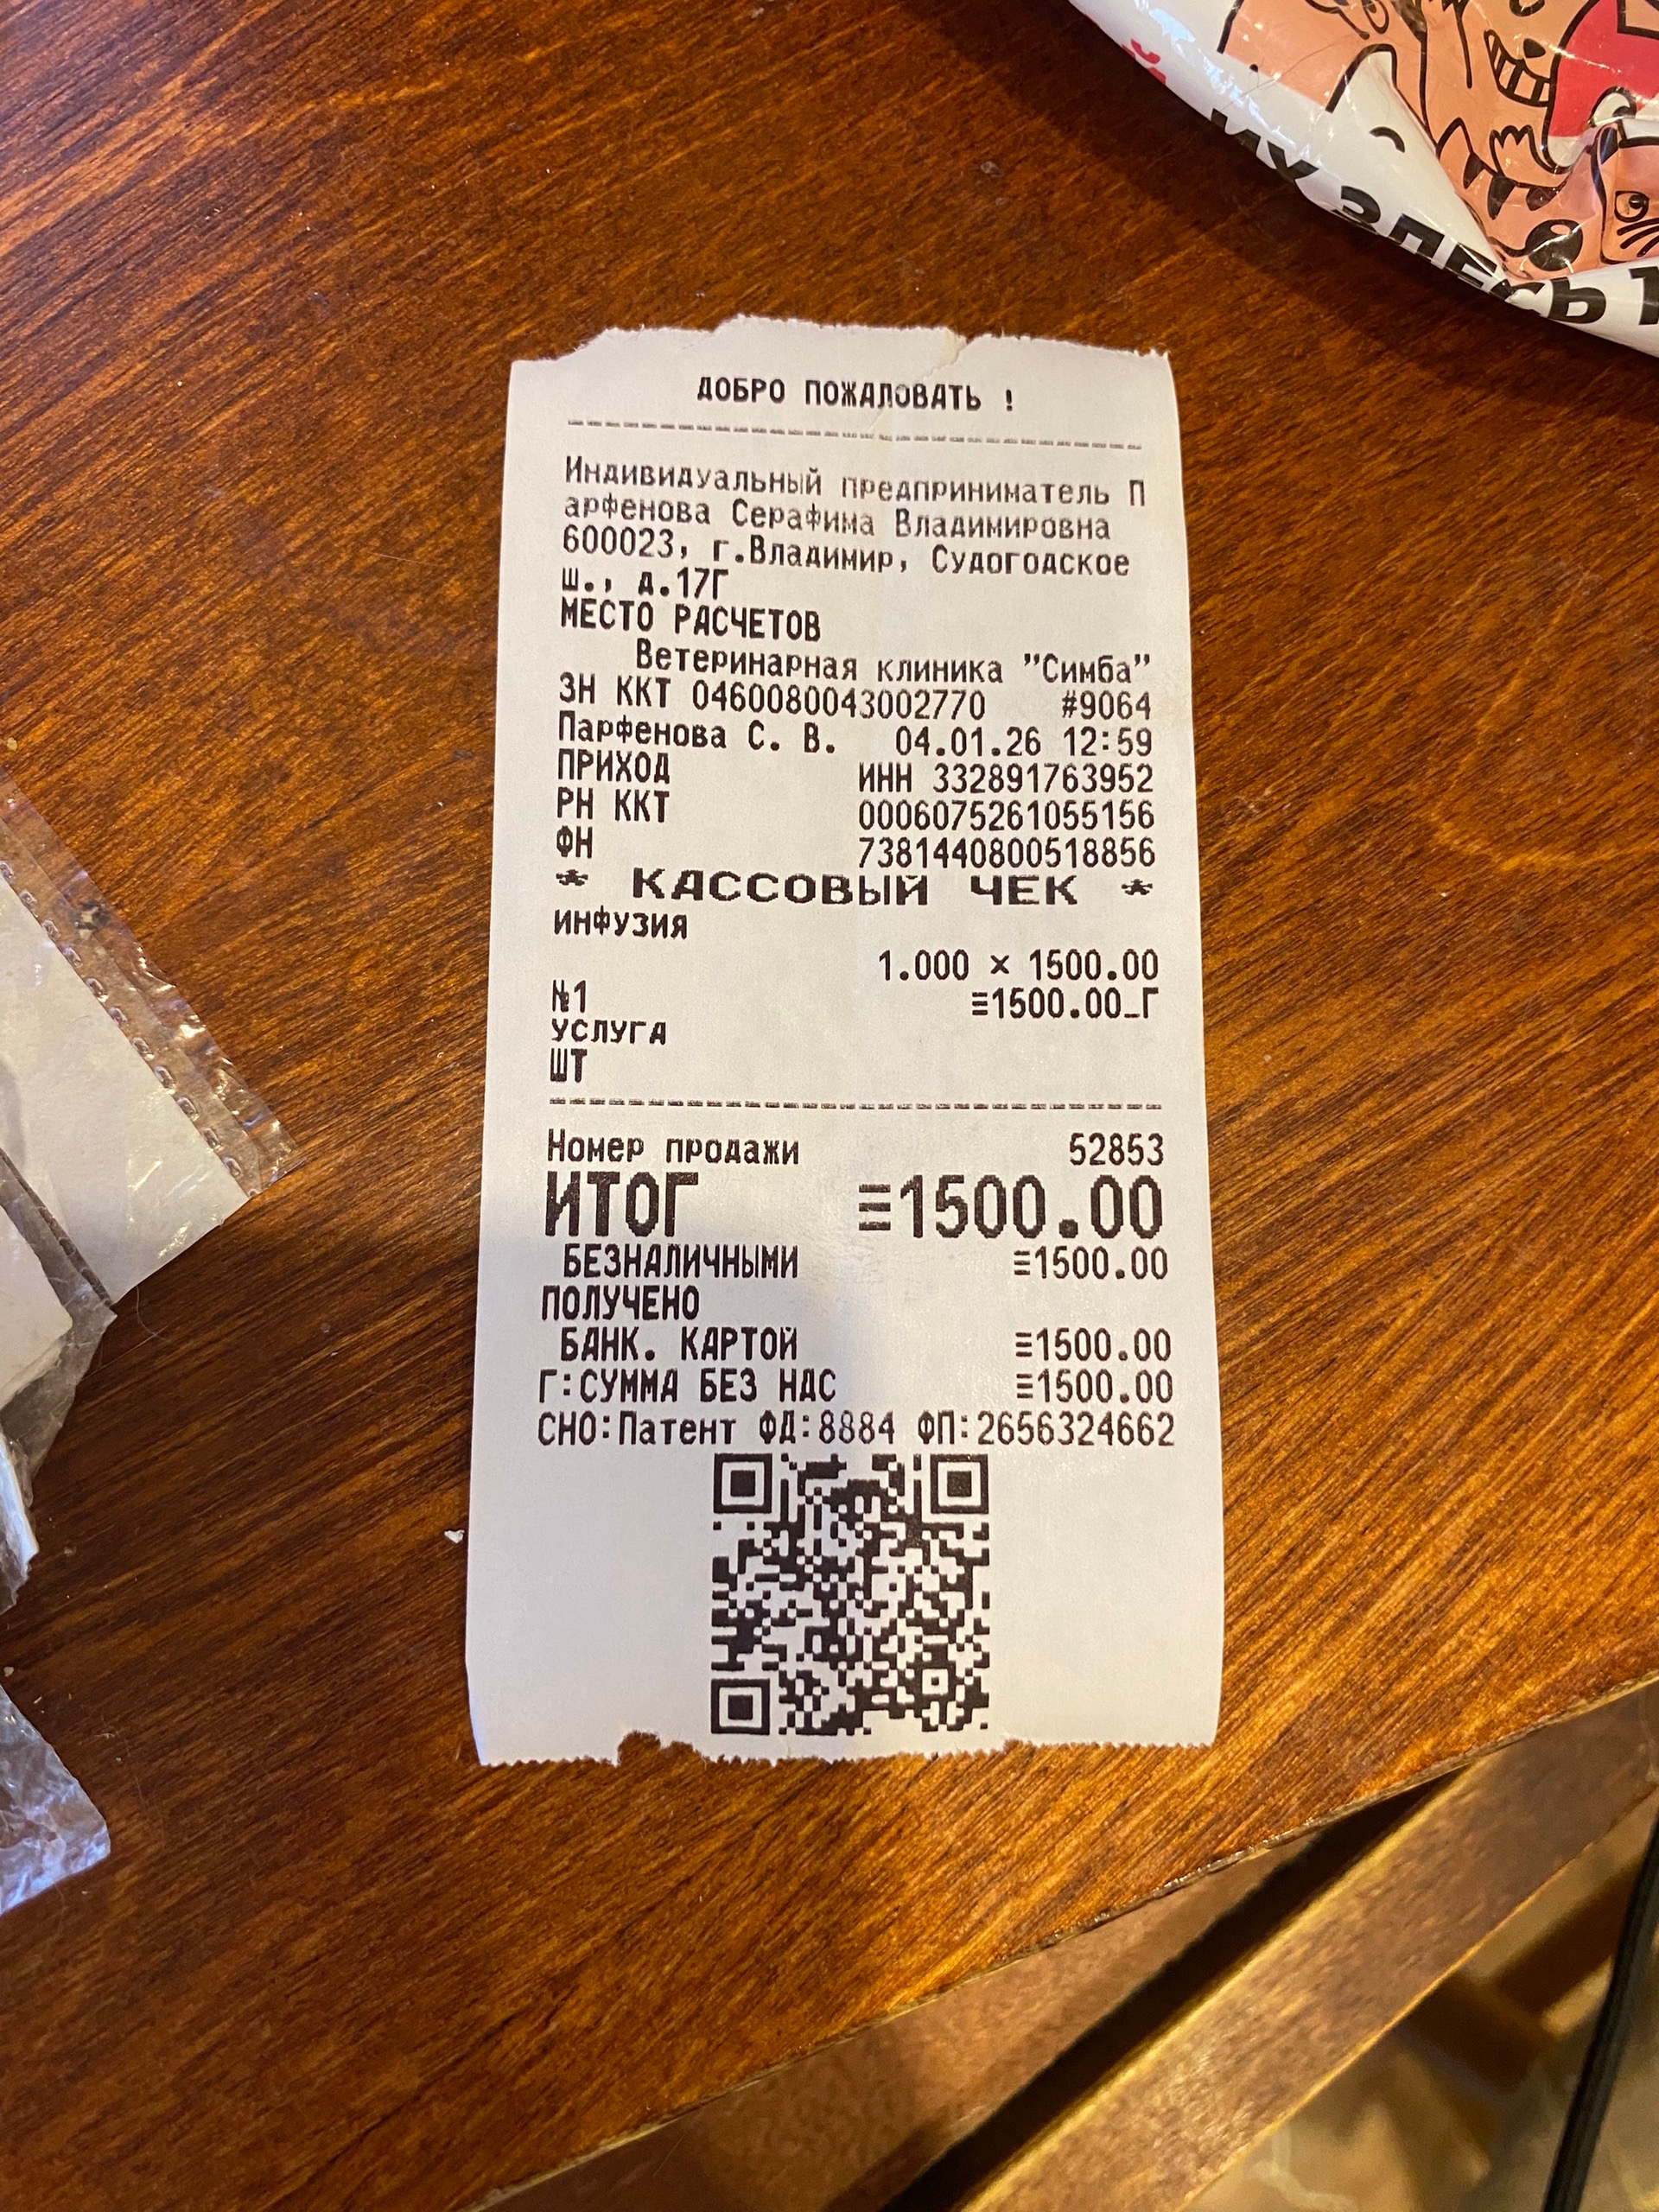 МУ ЗДЕСЬ
ДОБРО ПОЖАЛОВАТЬ !
Индивидуальный предприниматель П
арфенова Серафима Владимировна
600023, г.Владимир, Судогодское
ш., д.17Г
МЕСТО РАСЧЕТОВ
Ветеринарная клиника "Симба"
ЗН ККТ 0460080043002770 #9064
Парфенова С. В. 04.01.26 12:59
ПРИХОД ИНН 332891763952
РН ККТ 0006075261055156
ФН 7381440800518856
* КАССОВЫЙ ЧЕК *
ИНФУЗИЯ
1.000 × 1500.00
№1 ≡1500.00_Г
УСЛУГА
ШТ
Номер продажи 52853
ИТОГ ≡1500.00
БЕЗНАЛИЧНЫМИ ≡1500.00
ПОЛУЧЕНО
БАНК. КАРТОЙ ≡1500.00
Г:СУММА БЕЗ НДС ≡1500.00
СНО:Патент ФД:8884 ФП:2656324662